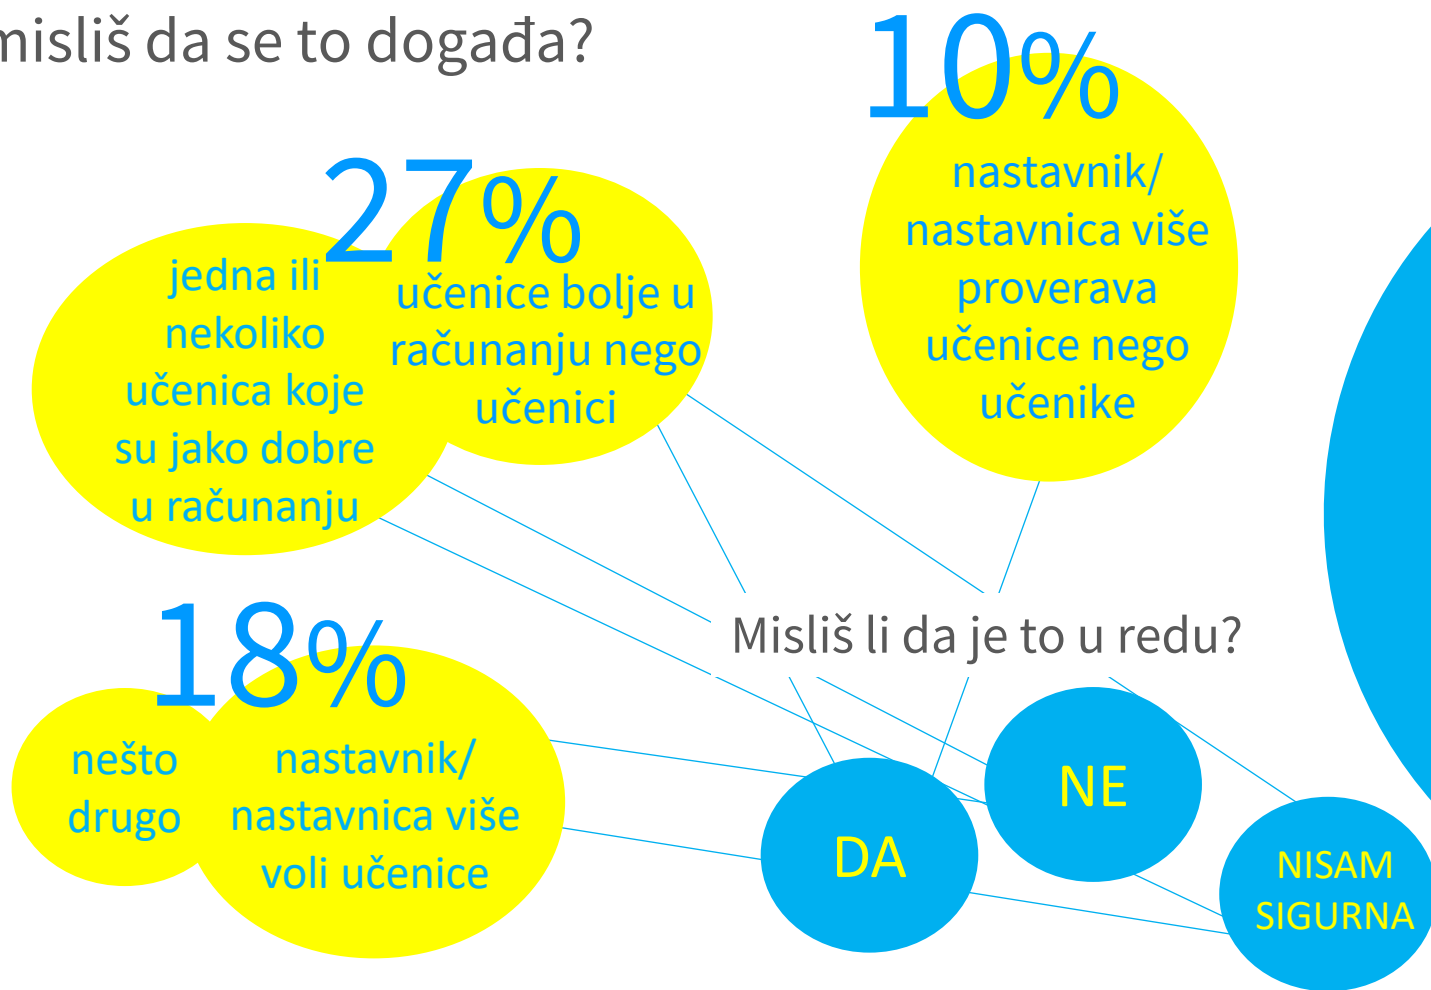 misliš da se to događa?
10%
nastavnik/
nastavnica više
proverava
učenice nego
učenike
27%
jedna ili
nekoliko
učenica koje
su jako dobre
u računanju
učenice bolje u
računanju nego
učenici
18%
nešto
drugo
nastavnik/
nastavnica više
voli učenice
Misliš li da je to u redu?
DA
NE
NISAM
SIGURNA